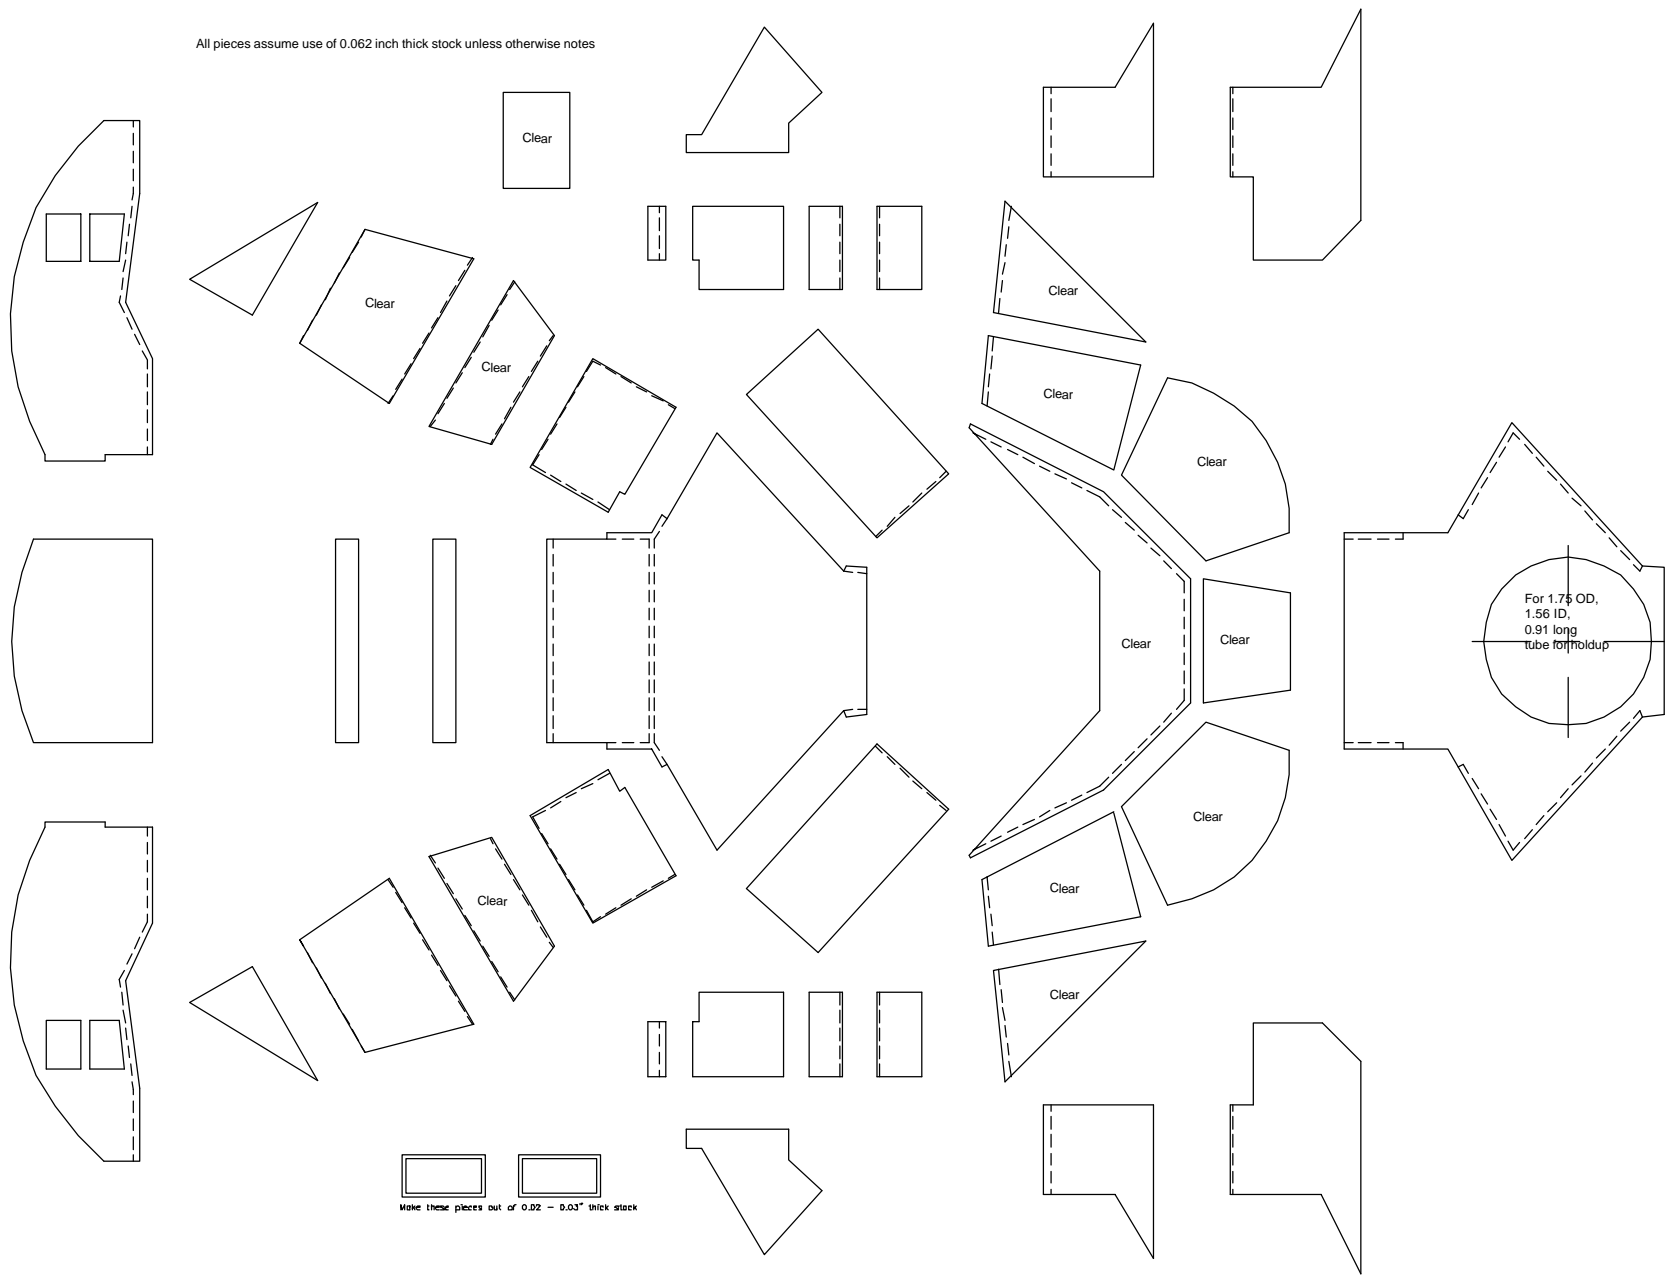 All pieces assume use of 0.062 inch thick stock unless otherwise notes
Clear
Clear
Clear
Clear
Clear
Clear
For 1.75 OD,
1.56 ID,
0.91 long
tube for holdup
Clear
Clear
Clear
Clear
Clear
Clear
Make these pieces out of 0.02 - 0.03" thick stock